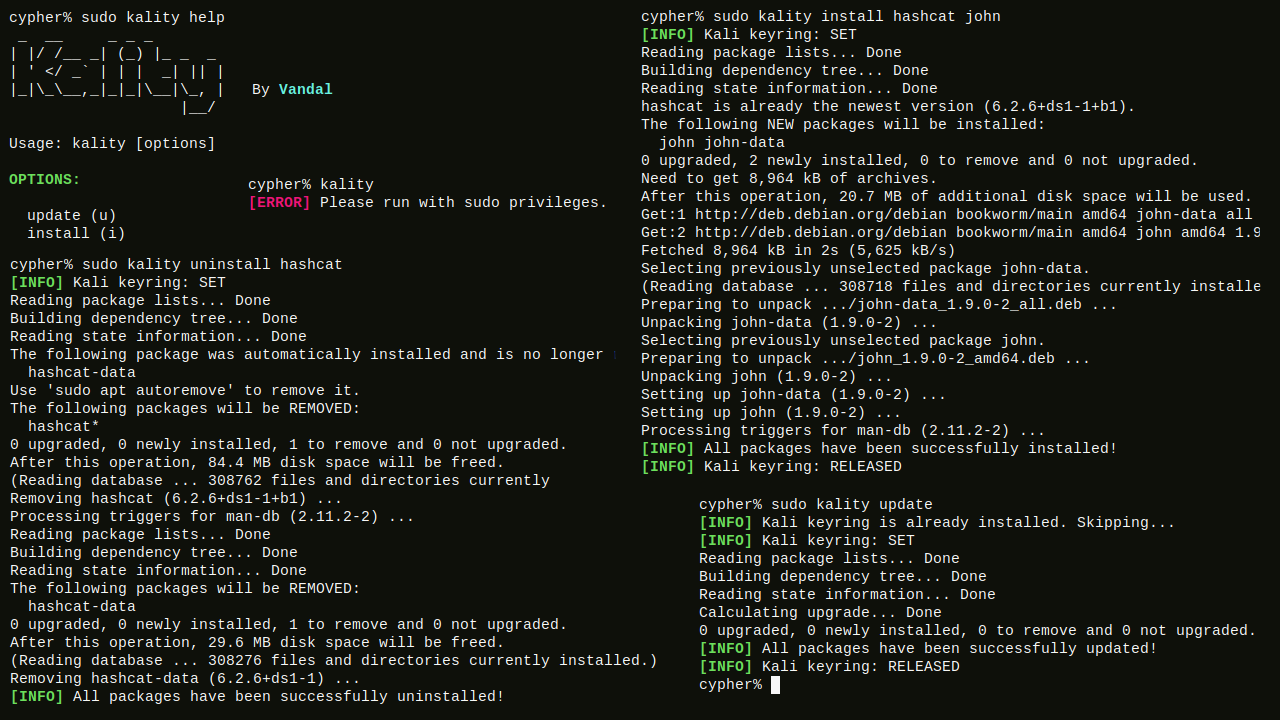 cypher% sudo kality help
 _  __     _ _ _
| |/ /__ _| (_) |_ _  _
| ' </ _` | | |  _| || |
|_|\_\__,_|_|_|\__|\_, |   By Vandal
                   |__/
Usage: kality [options]
OPTIONS:
  update (u)
  install (i)
cypher% kality
[ERROR] Please run with sudo privileges.
cypher% sudo kality uninstall hashcat
[INFO] Kali keyring: SET
Reading package lists... Done
Building dependency tree... Done
Reading state information... Done
The following package was automatically installed and is no longer
  hashcat-data
Use 'sudo apt autoremove' to remove it.
The following packages will be REMOVED:
  hashcat*
0 upgraded, 0 newly installed, 1 to remove and 0 not upgraded.
After this operation, 84.4 MB disk space will be freed.
(Reading database ... 308762 files and directories currently
Removing hashcat (6.2.6+ds1-1+b1) ...
Processing triggers for man-db (2.11.2-2) ...
Reading package lists... Done
Building dependency tree... Done
Reading state information... Done
The following packages will be REMOVED:
  hashcat-data
0 upgraded, 0 newly installed, 1 to remove and 0 not upgraded.
After this operation, 29.6 MB disk space will be freed.
(Reading database ... 308276 files and directories currently installed.)
Removing hashcat-data (6.2.6+ds1-1) ...
[INFO] All packages have been successfully uninstalled!
cypher% sudo kality install hashcat john
[INFO] Kali keyring: SET
Reading package lists... Done
Building dependency tree... Done
Reading state information... Done
hashcat is already the newest version (6.2.6+ds1-1+b1).
The following NEW packages will be installed:
  john john-data
0 upgraded, 2 newly installed, 0 to remove and 0 not upgraded.
Need to get 8,964 kB of archives.
After this operation, 20.7 MB of additional disk space will be used.
Get:1 http://deb.debian.org/debian bookworm/main amd64 john-data all
Get:2 http://deb.debian.org/debian bookworm/main amd64 john amd64 1.9
Fetched 8,964 kB in 2s (5,625 kB/s)
Selecting previously unselected package john-data.
(Reading database ... 308718 files and directories currently installe
Preparing to unpack .../john-data_1.9.0-2_all.deb ...
Unpacking john-data (1.9.0-2) ...
Selecting previously unselected package john.
Preparing to unpack .../john_1.9.0-2_amd64.deb ...
Unpacking john (1.9.0-2) ...
Setting up john-data (1.9.0-2) ...
Setting up john (1.9.0-2) ...
Processing triggers for man-db (2.11.2-2) ...
[INFO] All packages have been successfully installed!
[INFO] Kali keyring: RELEASED
cypher% sudo kality update
[INFO] Kali keyring is already installed. Skipping...
[INFO] Kali keyring: SET
Reading package lists... Done
Building dependency tree... Done
Reading state information... Done
Calculating upgrade... Done
0 upgraded, 0 newly installed, 0 to remove and 0 not upgraded.
[INFO] All packages have been successfully updated!
[INFO] Kali keyring: RELEASED
cypher%